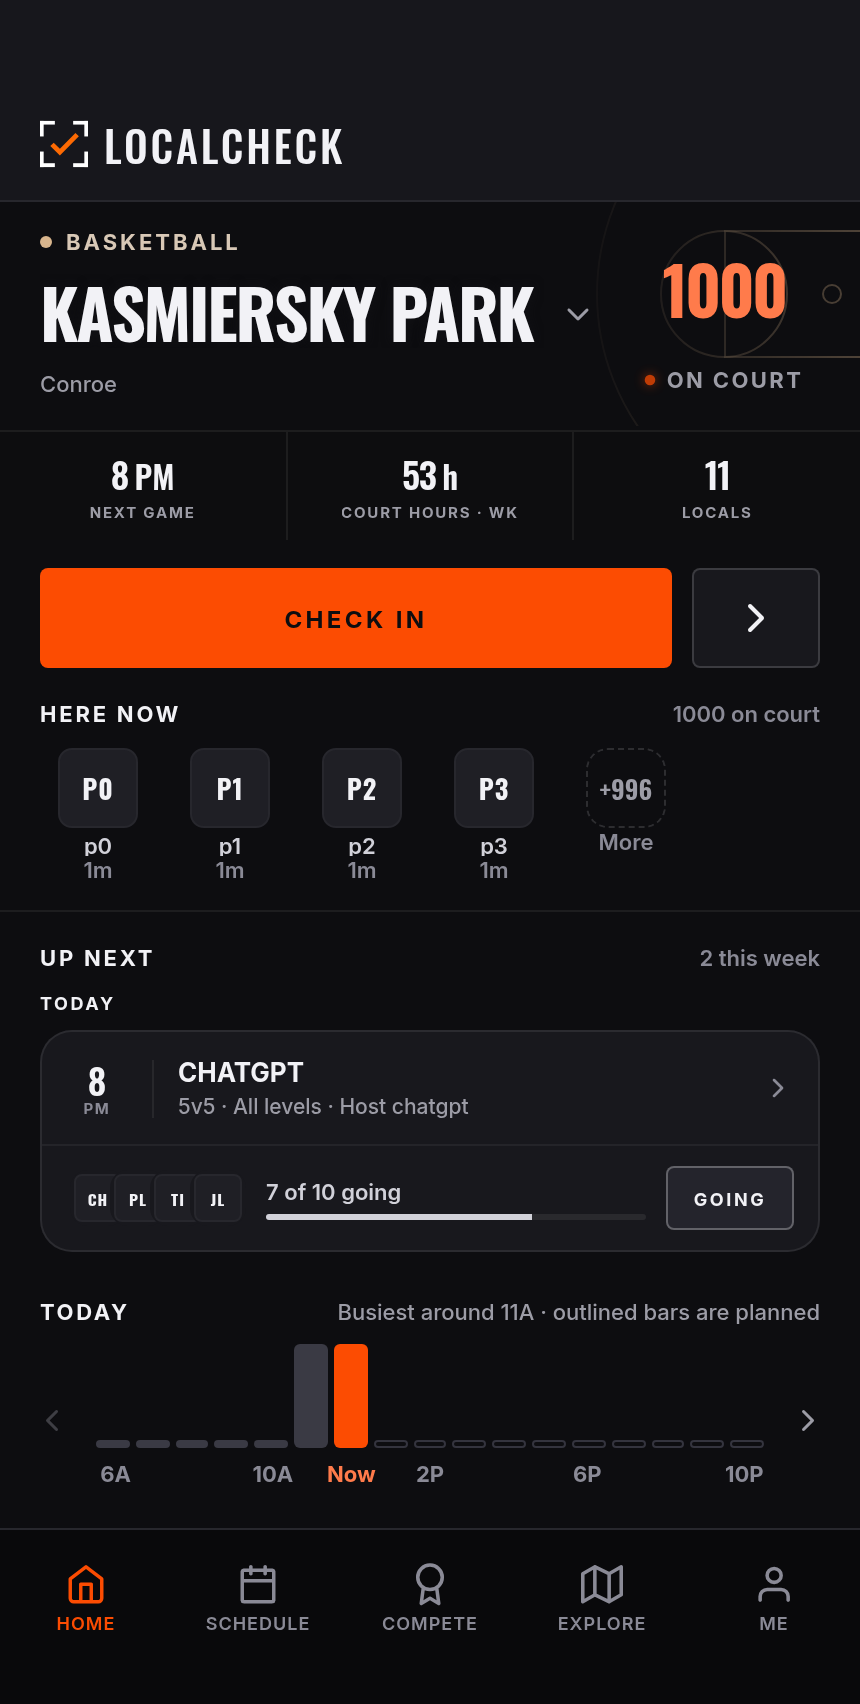 LOCALCHECK
BASKETBALL
KASMIERSKY PARK
1000
Conroe
ON COURT
8 PM
53 h
11
NEXT GAME
COURT HOURS · WK
LOCALS
CHECK IN
HERE NOW
1000 on court
P0 P1 P2 P3 +996
p0 p1 p2 p3 More
1m 1m 1m 1m
UP NEXT
2 this week
TODAY
8
PM
CHATGPT
5v5 · All levels · Host chatgpt
CH PL TI JL
7 of 10 going
GOING
TODAY
Busiest around 11A · outlined bars are planned
6A 10A Now 2P 6P 10P
HOME SCHEDULE COMPETE EXPLORE ME